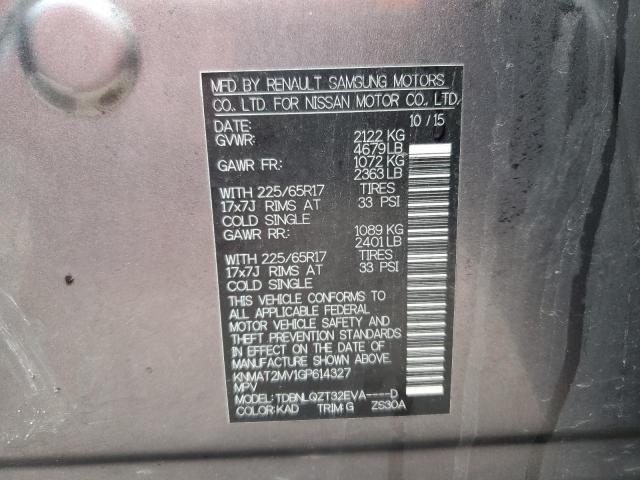 MFD BY RENAULT SAMSUNG MOTORS
CO., LTD. FOR NISSAN MOTOR CO., LTD.
DATE: 10/15
GVWR: 2122 KG
4679LB
GAWR FR: 1072 KG
2363 LB
WITH 225/65R17 TIRES
17x7J RIMS AT 33 PSI
COLD SINGLE
GAWR RR.: 1089 KG
2401 LB
WITH 225/65R17 TIRES
17x7J RIMS AT 33 PSI
COLD SINGLE
THIS VEHICLE CONFORMS TO
ALL APPLICABLE FEDERAL
MOTOR VEHICLE SAFETY AND
THEFT PREVENTION STANDARDS
IN EFFECT ON THE DATE OF
MANUFACTURE SHOWN ABOVE.
KNMAT2MV1GP614327
MPV
MODEL: TDBNLQZT32EVA----D
COLOR: KAD TRIM: G ZS30A